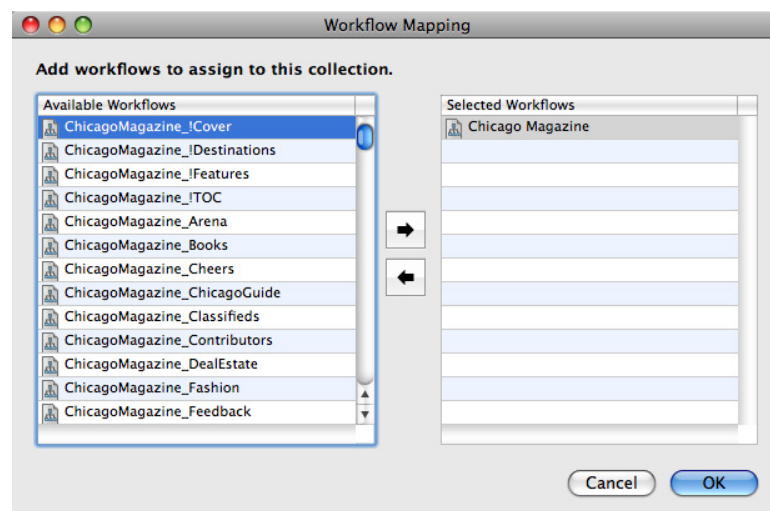 Workflow Mapping
Add workflows to assign to this collection.
Available Workflows
ChicagoMagazine_!Cover
ChicagoMagazine_!Destinations
ChicagoMagazine_!Features
ChicagoMagazine_!TOC
ChicagoMagazine_Arena
ChicagoMagazine_Books
ChicagoMagazine_Cheers
ChicagoMagazine_ChicagoGuide
ChicagoMagazine_Classifieds
ChicagoMagazine_Contributors
ChicagoMagazine_DealEstate
ChicagoMagazine_Fashion
ChicagoMagazine_Feedback
Selected Workflows
Chicago Magazine
Cancel
OK